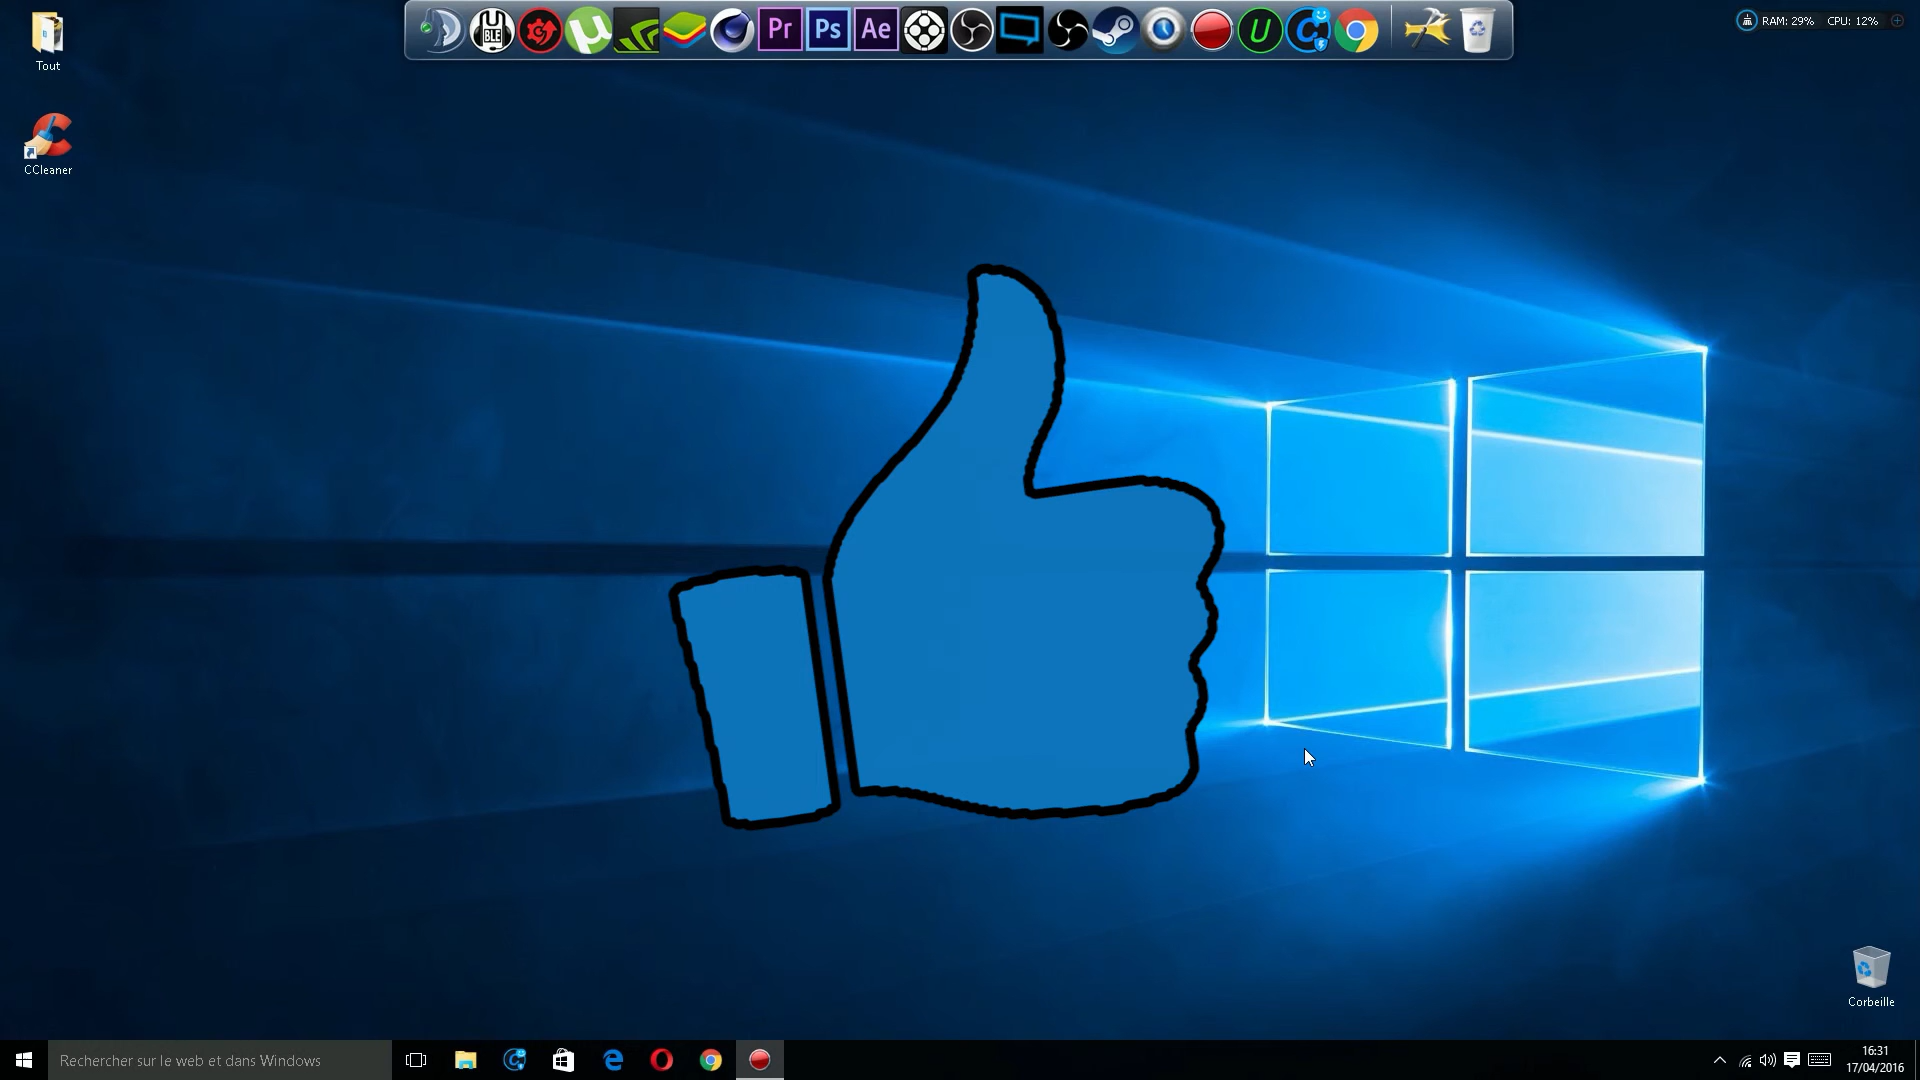 Tout
CCleaner
U
BLE
Pr
Ps
Ae
U
RAM: 29%
CPU: 12%
Corbeille
Rechercher sur le web et dans Windows
16:31
17/04/2016